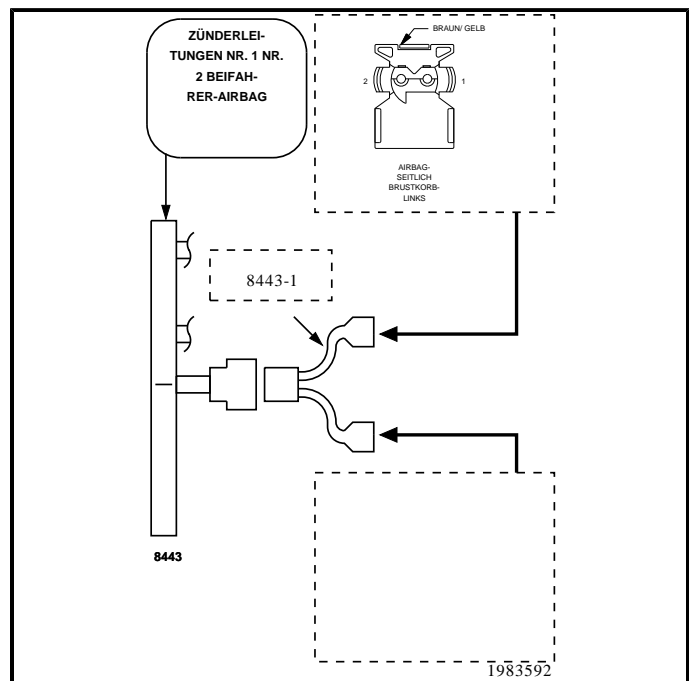 ZÜNDERLEI-
TUNGEN NR. 1 NR.
2 BEIFAH-
RER-AIRBAG
BRAUN/ GELB
2
1
AIRBAG-
SEITLICH
BRUSTKORB-
LINKS
8443-1
8443
1983592